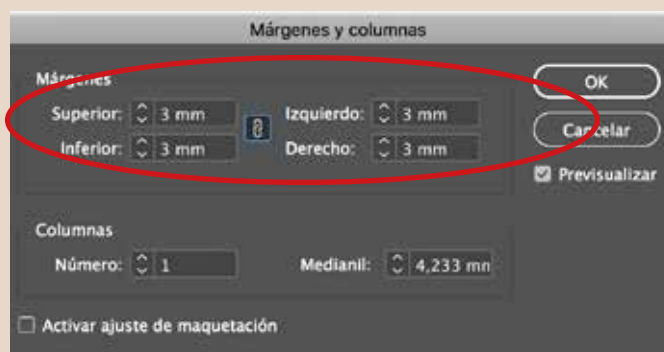 Márgenes y columnas
Márgenes
Superior: 3 mm Izquierdo: 3 mm
Inferior: 3 mm Derecho: 3 mm
OK
Cancelar
Previsualizar
Columnas
Número: 1 Medianil: 4,233 mn
Activar ajuste de maquetación